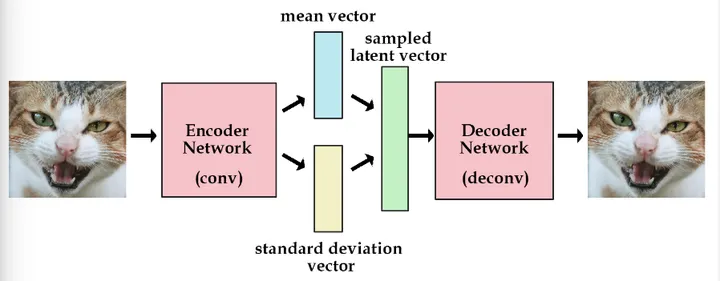 mean vector
sampled
latent vector
Encoder
Network
(conv)
Decoder
Network
(deconv)
standard deviation
vector